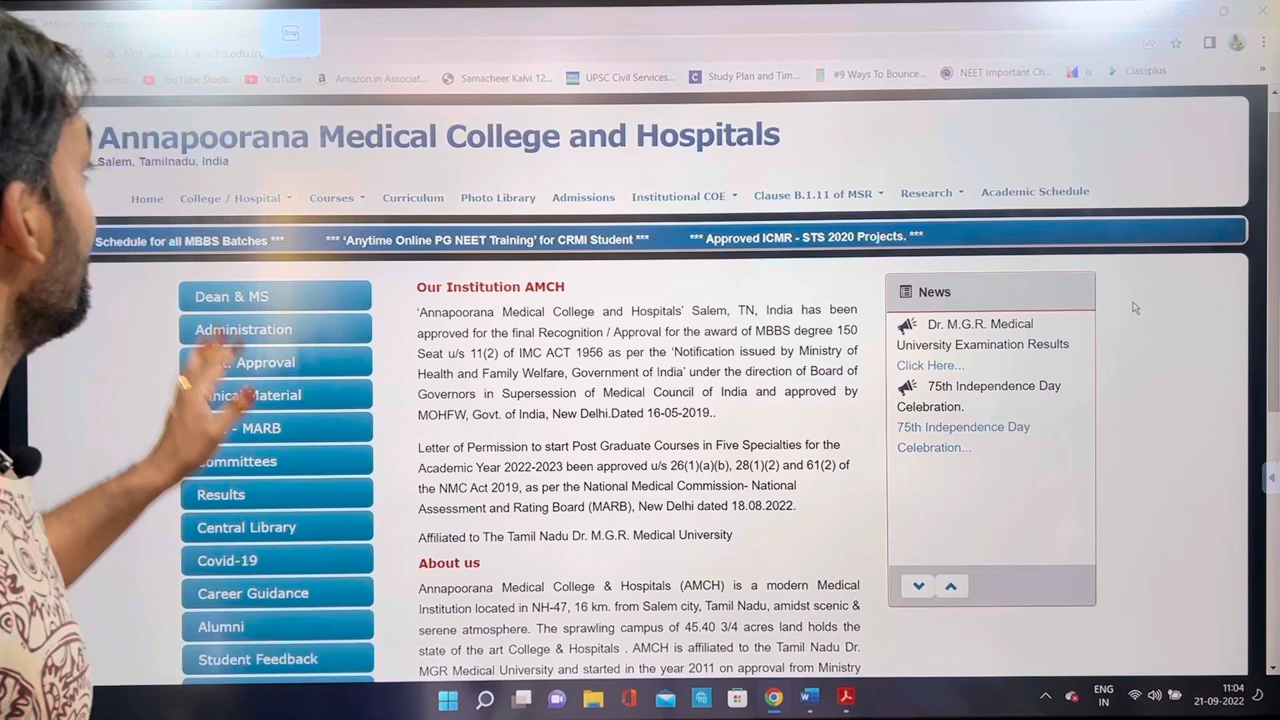 Not secure amchs.edu.in
YouTube Studio YouTube Amazon.in Associat... Samacheer Kalvi 12... UPSC Civil Services... Study Plan and Tim... #9 Ways To Bounce... NEET Important Ch... is Classplus »
Annapoorana Medical College and Hospitals
Salem, Tamilnadu, India
Home College / Hospital Courses Curriculum Photo Library Admissions Institutional COE Clause B.1.11 of MSR Research Academic Schedule
Schedule for all MBBS Batches *** *** ‘Anytime Online PG NEET Training’ for CRMI Student *** *** Approved ICMR - STS 2020 Projects. ***
Dean & MS
Administration
Approval
Material
- MARB
Committees
Results
Central Library
Covid-19
Career Guidance
Alumni
Student Feedback
Our Institution AMCH
‘Annapoorana Medical College and Hospitals’ Salem, TN, India has been
approved for the final Recognition / Approval for the award of MBBS degree 150
Seat u/s 11(2) of IMC ACT 1956 as per the ‘Notification issued by Ministry of
Health and Family Welfare, Government of India’ under the direction of Board of
Governors in Supersession of Medical Council of India and approved by
MOHFW, Govt. of India, New Delhi.Dated 16-05-2019..
Letter of Permission to start Post Graduate Courses in Five Specialties for the
Academic Year 2022-2023 been approved u/s 26(1)(a)(b), 28(1)(2) and 61(2) of
the NMC Act 2019, as per the National Medical Commission- National
Assessment and Rating Board (MARB), New Delhi dated 18.08.2022.
Affiliated to The Tamil Nadu Dr. M.G.R. Medical University
About us
Annapoorana Medical College & Hospitals (AMCH) is a modern Medical
Institution located in NH-47, 16 km. from Salem city, Tamil Nadu, amidst scenic &
serene atmosphere. The sprawling campus of 45.40 3/4 acres land holds the
state of the art College & Hospitals . AMCH is affiliated to the Tamil Nadu Dr.
MGR Medical University and started in the year 2011 on approval from Ministry
News
Dr. M.G.R. Medical
University Examination Results
Click Here...
75th Independence Day
Celebration.
75th Independence Day
Celebration...
ENG
IN
11:04
21-09-2022